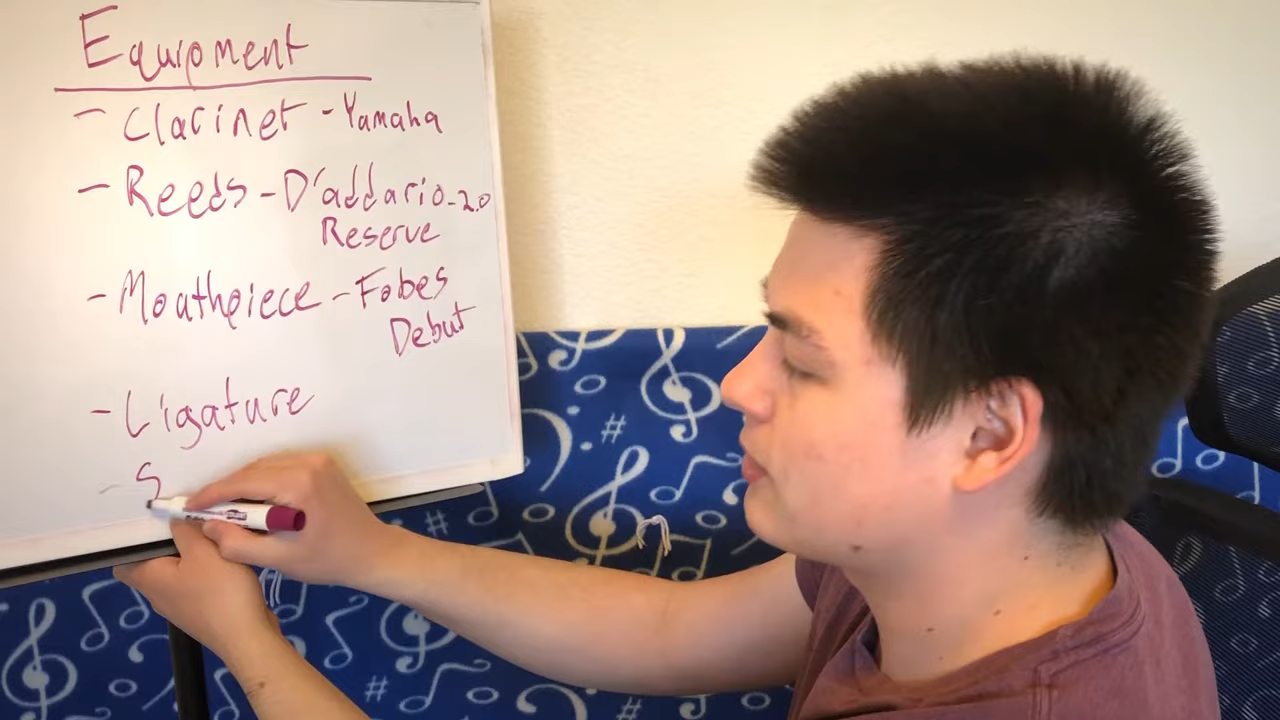 Equipment
- Clarinet - Yamaha
- Reeds - D'addario - 2.0
Reserve
- Mouthpiece - Fobes
Debut
- Ligature
- S